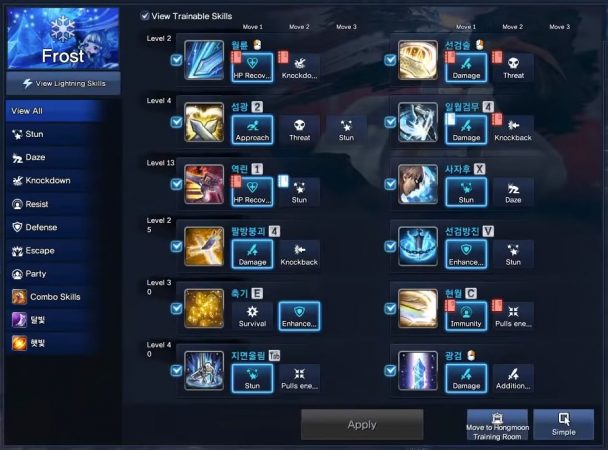 View Trainable Skills
Move 1 Move 2 Move 3 Move 1 Move 2 Move 3
Frost
View Lightning Skills
View All
Stun
Daze
Knockdown
Resist
Defense
Escape
Party
Combo Skills
달빛
햇빛
Level 2
월륜
HP Recov... Knockdo...
선검술
Damage Threat
Level 4
섬광 2
Approach Threat Stun
일월검무 4
Damage Knockback
Level 13
역린 1
HP Recov... Stun
사자후 X
Stun Daze
Level 2
5
팔방붕괴 4
Damage Knockback
선검방진 V
Enhance... Stun
Level 3
0
축기 E
Survival Enhance...
현월 C
Immunity Pulls ene...
Level 4
0
지면울림 Tab
Stun Pulls ene...
광검
Damage Addition...
Apply
Move to Hongmoon
Training Room
Simple